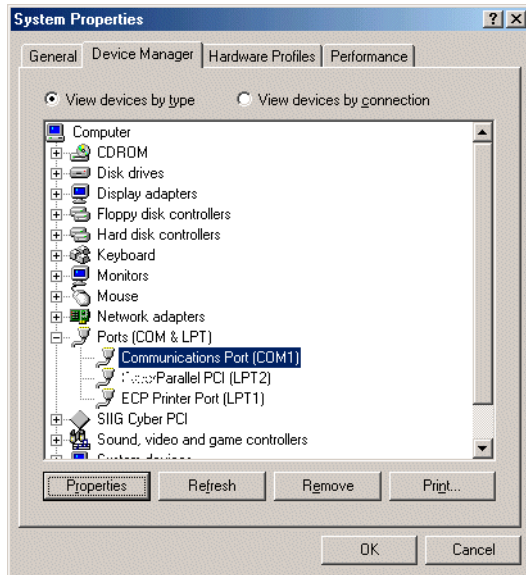 System Properties
General Device Manager Hardware Profiles Performance
View devices by type View devices by connection
Computer
CDROM
Disk drives
Display adapters
Floppy disk controllers
Hard disk controllers
Keyboard
Monitors
Mouse
Network adapters
Ports (COM & LPT)
Communications Port (COM1)
Parallel PCI (LPT2)
ECP Printer Port (LPT1)
SIIG Cyber PCI
Sound, video and game controllers
Properties Refresh Remove Print...
OK Cancel